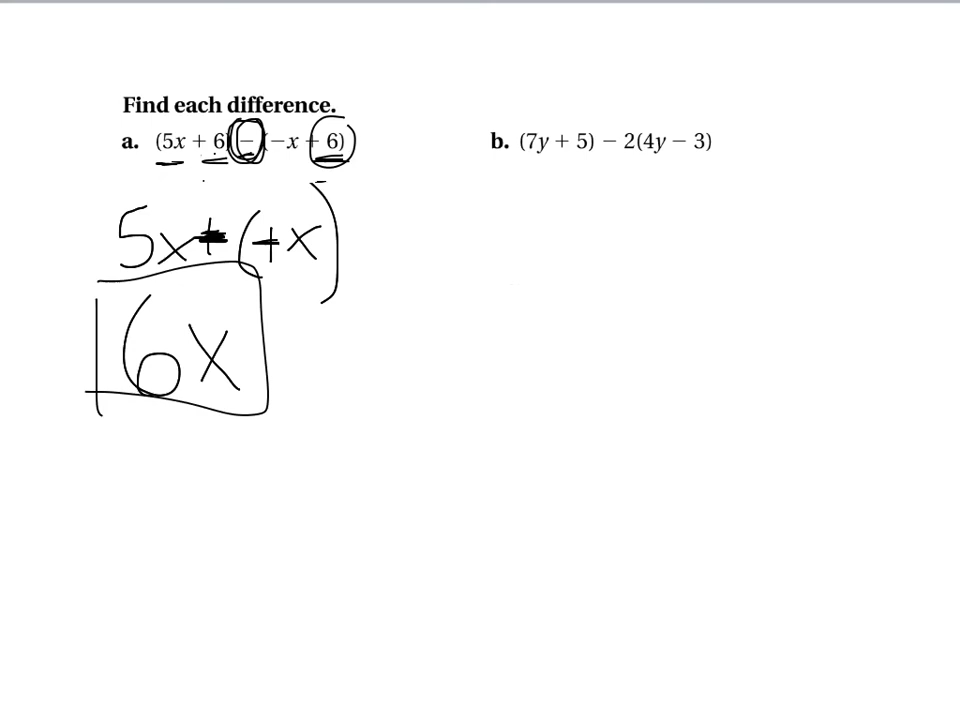 Find each difference.
a. (5x + 6) − (−x + 6)
b. (7y + 5) − 2(4y − 3)
5x + (+x)
6x